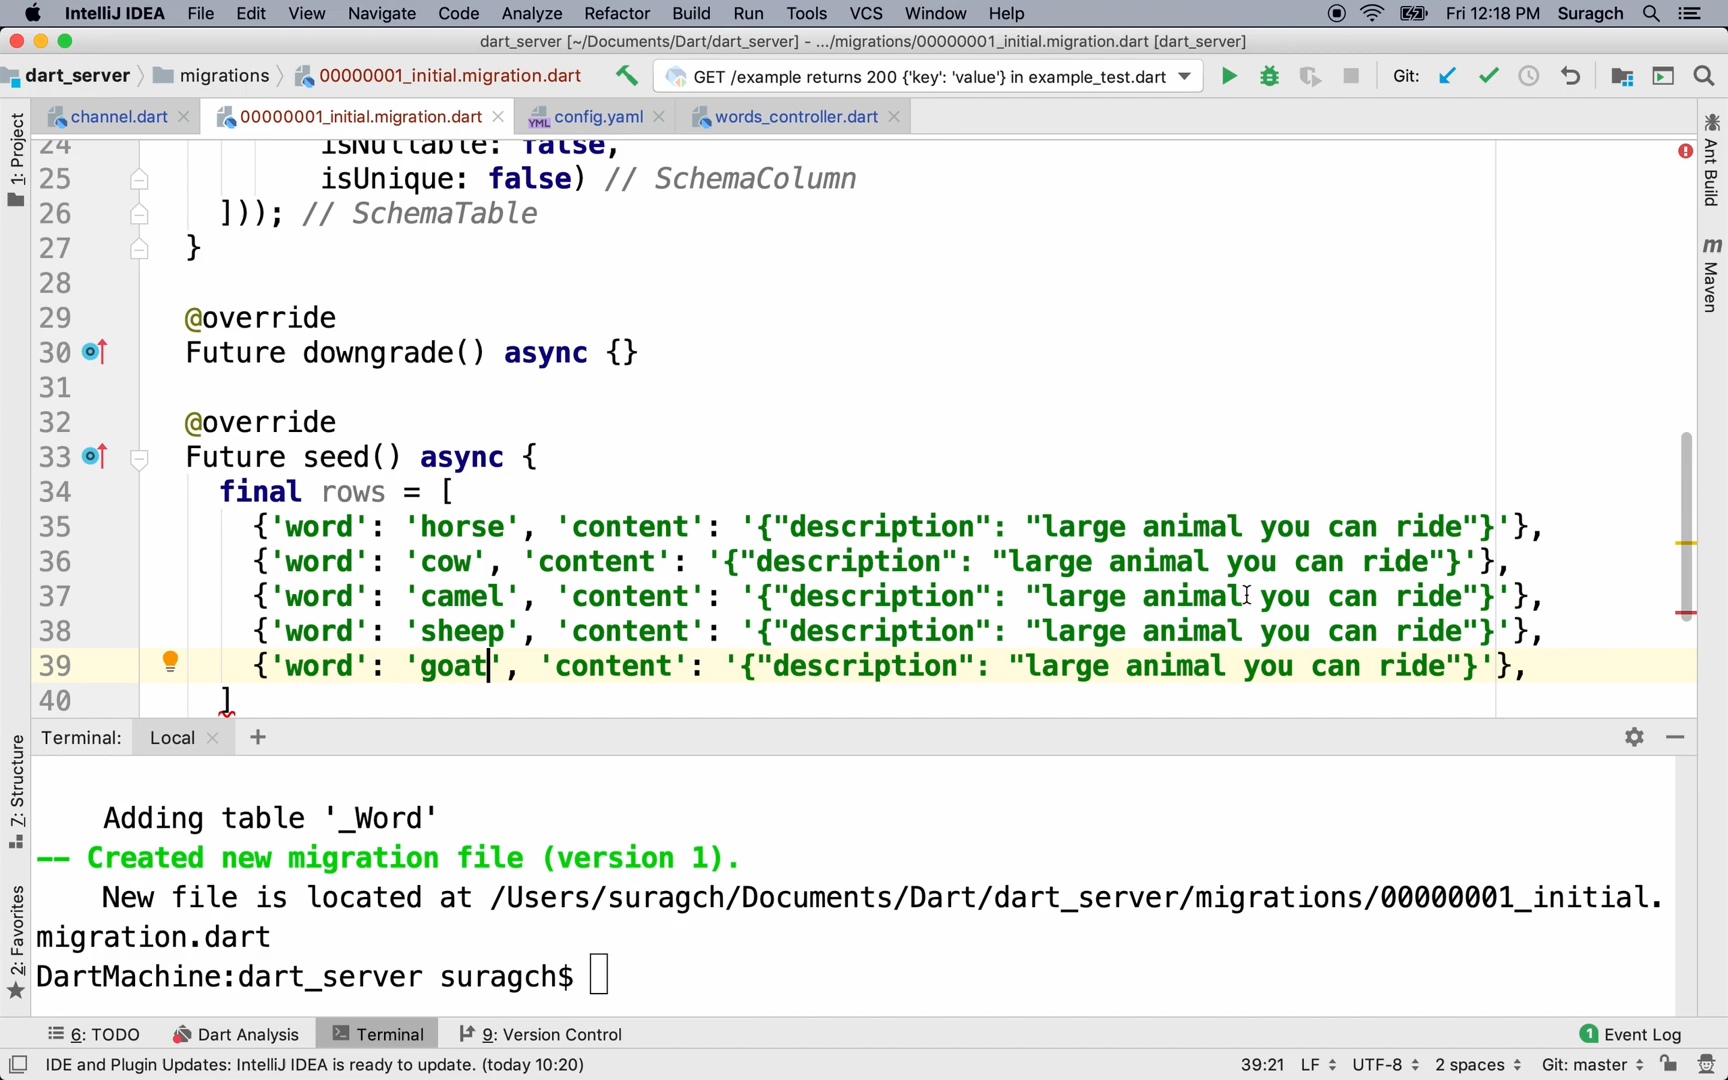 IntelliJ IDEA File Edit View Navigate Code Analyze Refactor Build Run Tools VCS Window Help Fri 12:18 PM Suragch
dart_server [~/Documents/Dart/dart_server] - .../migrations/00000001_initial.migration.dart [dart_server]
dart_server migrations 00000001_initial.migration.dart GET /example returns 200 {'key': 'value'} in example_test.dart Git:
channel.dart 00000001_initial.migration.dart YML config.yaml words_controller.dart
1: Project
Z: Structure
2: Favorites
24 isNullable: false,
25 isUnique: false) // SchemaColumn
26 ])); // SchemaTable
27 }
28
29 @override
30 Future downgrade() async {}
31
32 @override
33 Future seed() async {
34 final rows = [
35 {'word': 'horse', 'content': '{"description": "large animal you can ride"}'},
36 {'word': 'cow', 'content': '{"description": "large animal you can ride"}'},
37 {'word': 'camel', 'content': '{"description": "large animal you can ride"}'},
38 {'word': 'sheep', 'content': '{"description": "large animal you can ride"}'},
39 {'word': 'goat', 'content': '{"description": "large animal you can ride"}'},
40 ]
Ant Build
m Maven
Terminal: Local +
Adding table '_Word'
-- Created new migration file (version 1).
New file is located at /Users/suragch/Documents/Dart/dart_server/migrations/00000001_initial.
migration.dart
DartMachine:dart_server suragch$
6: TODO Dart Analysis Terminal 9: Version Control 1 Event Log
IDE and Plugin Updates: IntelliJ IDEA is ready to update. (today 10:20) 39:21 LF UTF-8 2 spaces Git: master